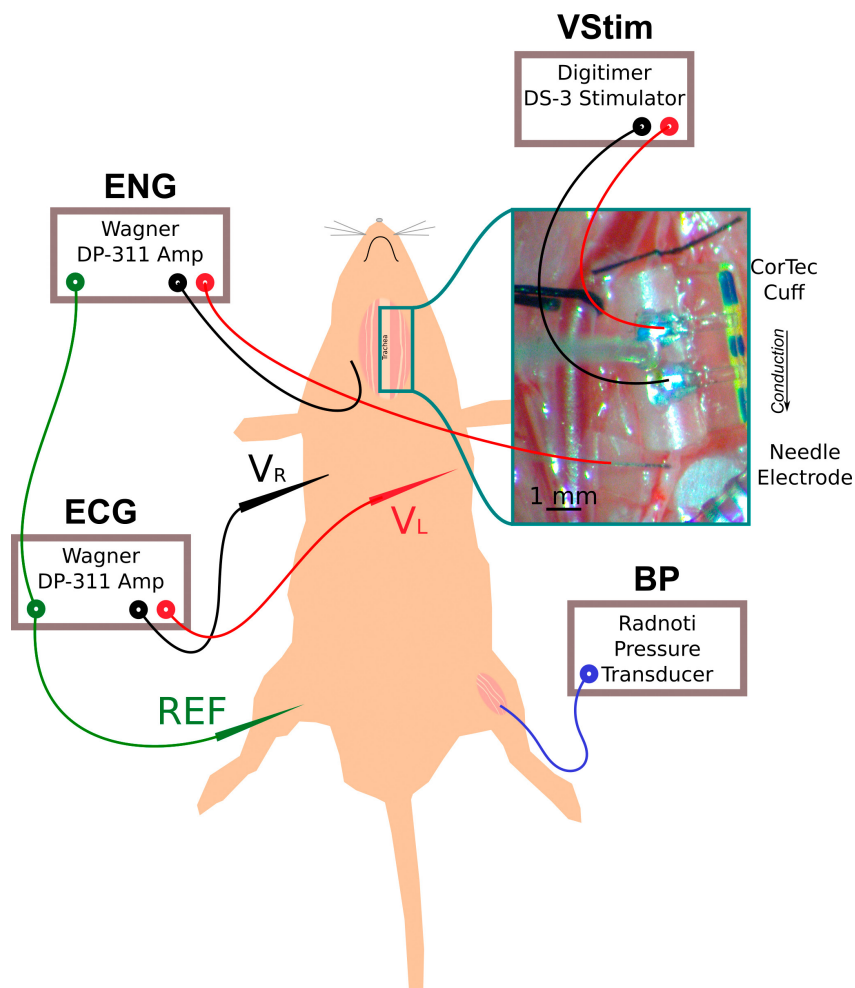 VStim
Digitimer
DS-3 Stimulator
ENG
Wagner
DP-311 Amp
CorTec
Cuff
Conduction
Trachea
Needle
Electrode
1 mm
VR
VL
ECG
Wagner
DP-311 Amp
BP
Radnoti
Pressure
Transducer
REF